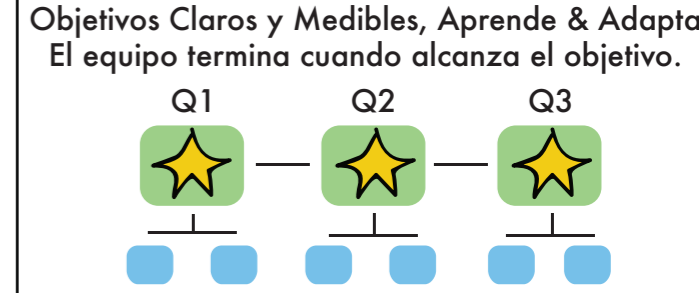 Objetivos Claros y Medibles, Aprende & Adapta
El equipo termina cuando alcanza el objetivo.
Q1 Q2 Q3